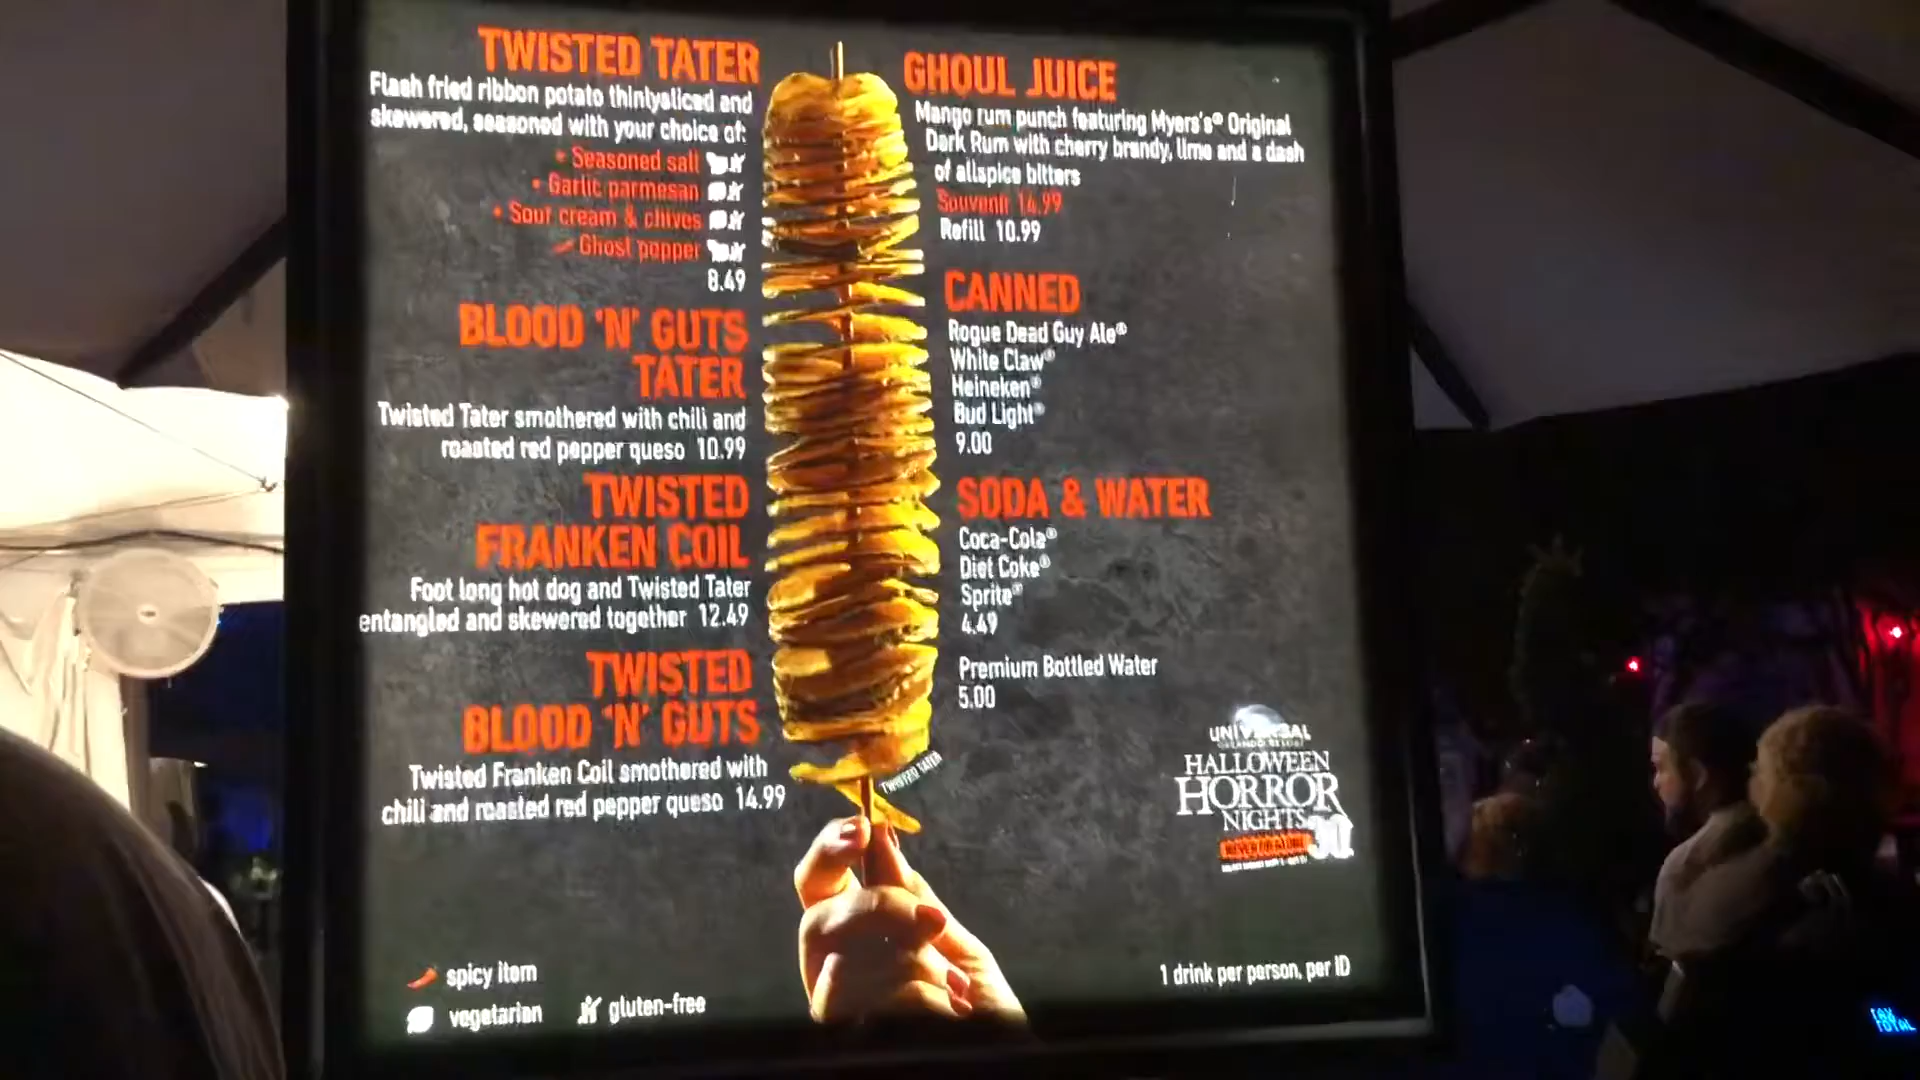 TWISTED TATER
Flash fried ribbon potato thinlysliced and
skewered, seasoned with your choice of:
• Seasoned salt
• Garlic parmesan
• Sour cream & chives
Ghost pepper
8.49
BLOOD 'N' GUTS
TATER
Twisted Tater smothered with chili and
roasted red pepper queso 10.99
TWISTED
FRANKEN COIL
Foot long hot dog and Twisted Tater
entangled and skewered together 12.49
TWISTED
BLOOD 'N' GUTS
Twisted Franken Coil smothered with
chili and roasted red pepper queso 14.99
spicy item
vegetarian
gluten-free
TWISTED TATER
GHOUL JUICE
Mango rum punch featuring Myers's® Original
Dark Rum with cherry brandy, lime and a dash
of allspice bitters
Souvenir 14.99
Refill 10.99
CANNED
Rogue Dead Guy Ale®
White Claw®
Heineken®
Bud Light®
9.00
SODA & WATER
Coca-Cola®
Diet Coke®
Sprite®
4.49
Premium Bottled Water
5.00
UNIVERSAL
ORLANDO RESORT
HALLOWEEN
HORROR
NIGHTS
30
1 drink per person, per ID
TAX
TOTAL